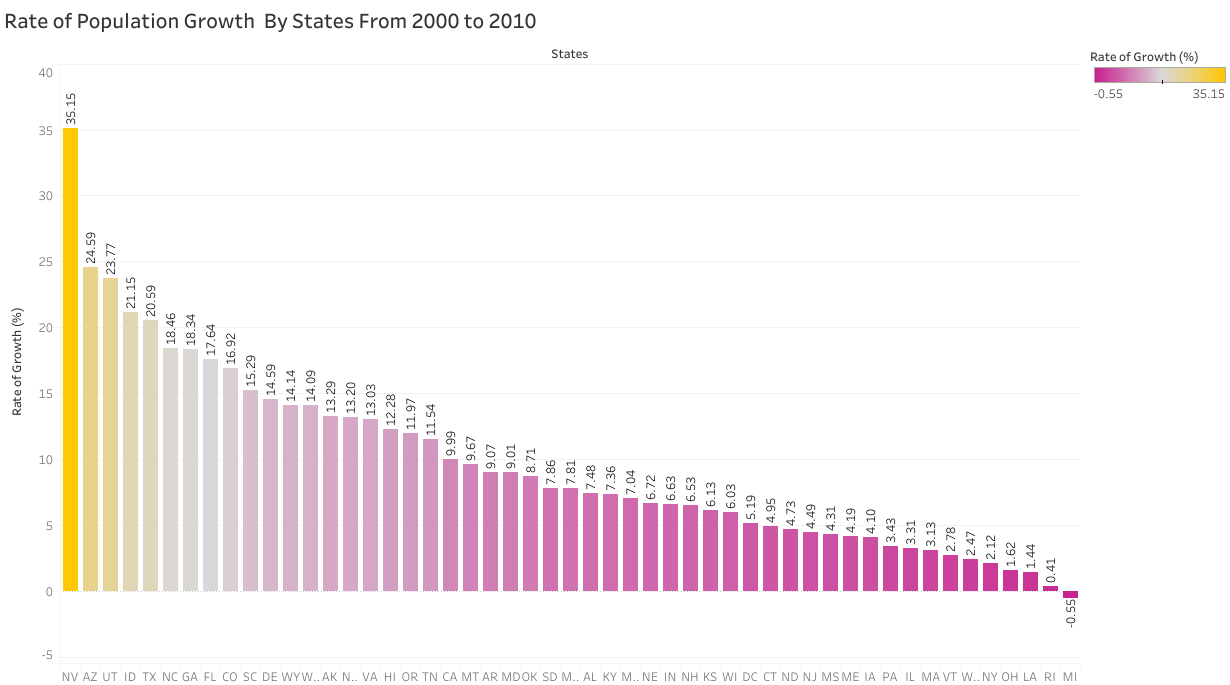 Rate of Population Growth  By States From 2000 to 2010
States
Rate of Growth (%)
-0.55 35.15
Rate of Growth (%)
40
35
30
25
20
15
10
5
0
-5
35.15 24.59 23.77 21.15 20.59 18.46 18.34 17.64 16.92 15.29 14.59 14.14 14.09 13.29 13.20 13.03 12.28 11.97 11.54 9.99 9.67 9.07 9.01 8.71 7.86 7.81 7.48 7.36 7.04 6.72 6.63 6.53 6.13 6.03 5.19 4.95 4.73 4.49 4.31 4.19 4.10 3.43 3.31 3.13 2.78 2.47 2.12 1.62 1.44 0.41 -0.55
NV AZ UT ID TX NC GA FL CO SC DE WY W.. AK N.. VA HI OR TN CA MT AR MD OK SD M.. AL KY M.. NE IN NH KS WI DC CT ND NJ MS ME IA PA IL MA VT W.. NY OH LA RI MI